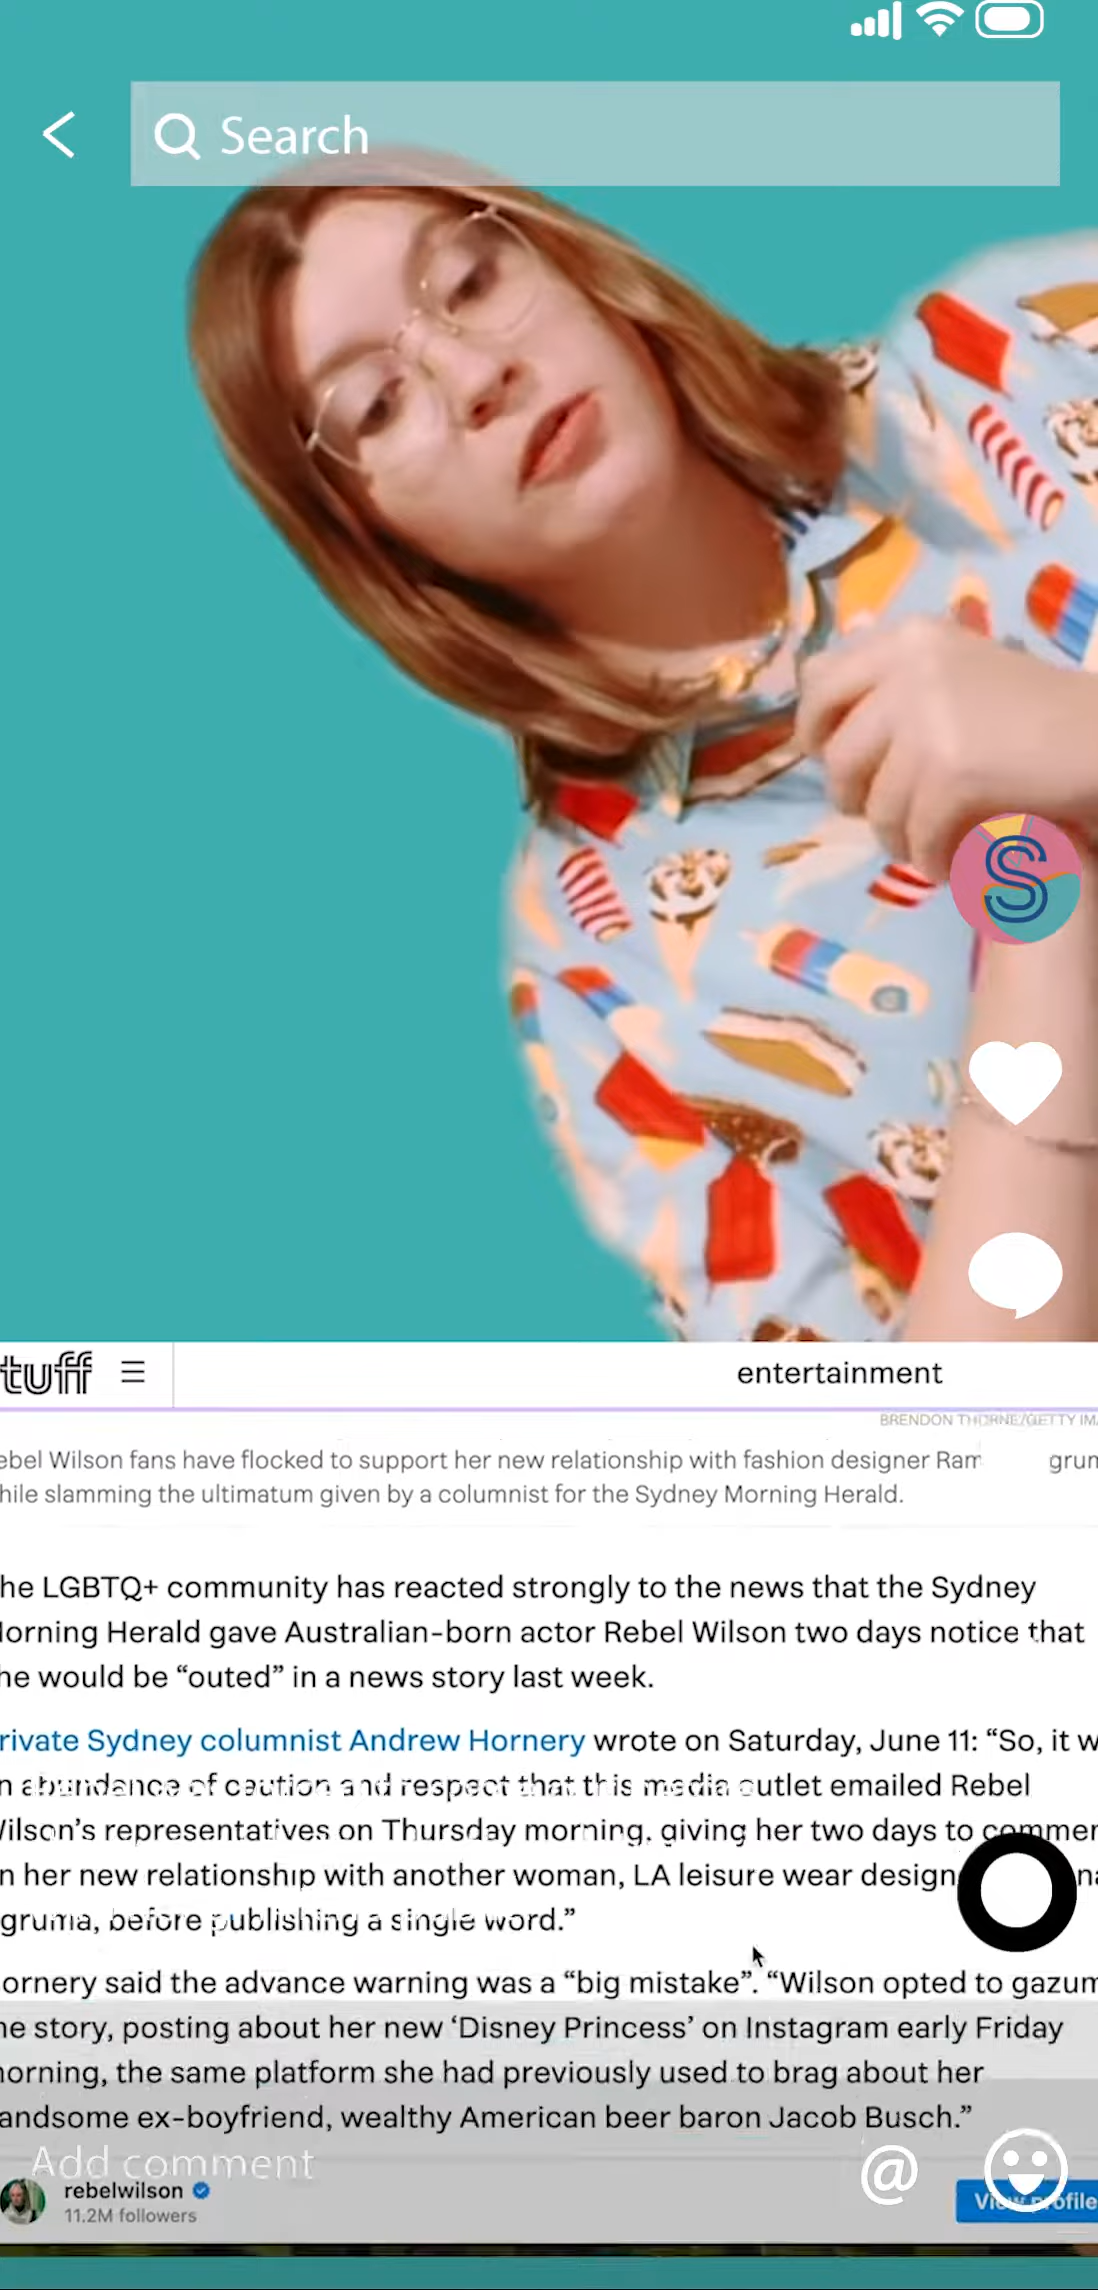 Search
S
tuff
entertainment
BRENDON THORNE/GETTY IMA
ebel Wilson fans have flocked to support her new relationship with fashion designer Ram grum
hile slamming the ultimatum given by a columnist for the Sydney Morning Herald.
he LGBTQ+ community has reacted strongly to the news that the Sydney
orning Herald gave Australian-born actor Rebel Wilson two days notice that
he would be “outed” in a news story last week.
rivate Sydney columnist Andrew Hornery wrote on Saturday, June 11: “So, it w
n abundance of caution and respect that this media outlet emailed Rebel
ilson’s representatives on Thursday morning, giving her two days to commen
n her new relationship with another woman, LA leisure wear design na
gruma, before publishing a single word.”
ornery said the advance warning was a “big mistake”. “Wilson opted to gazum
he story, posting about her new ‘Disney Princess’ on Instagram early Friday
orning, the same platform she had previously used to brag about her
andsome ex-boyfriend, wealthy American beer baron Jacob Busch.”
Add comment @
rebelwilson
11.2M followers
View profile